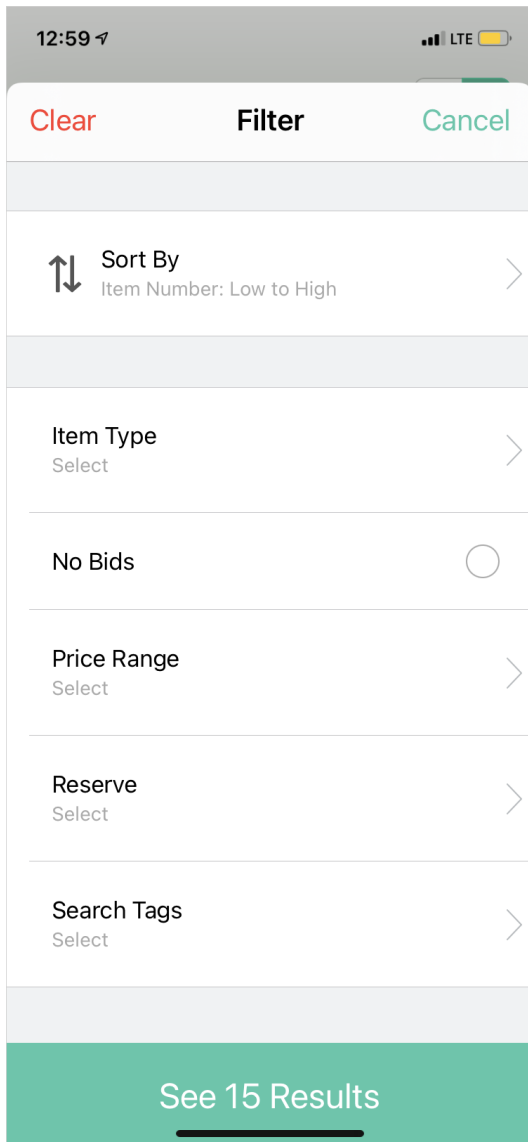 12:59 LTE
Clear Filter Cancel
Sort By
Item Number: Low to High
Item Type
Select
No Bids
Price Range
Select
Reserve
Select
Search Tags
Select
See 15 Results